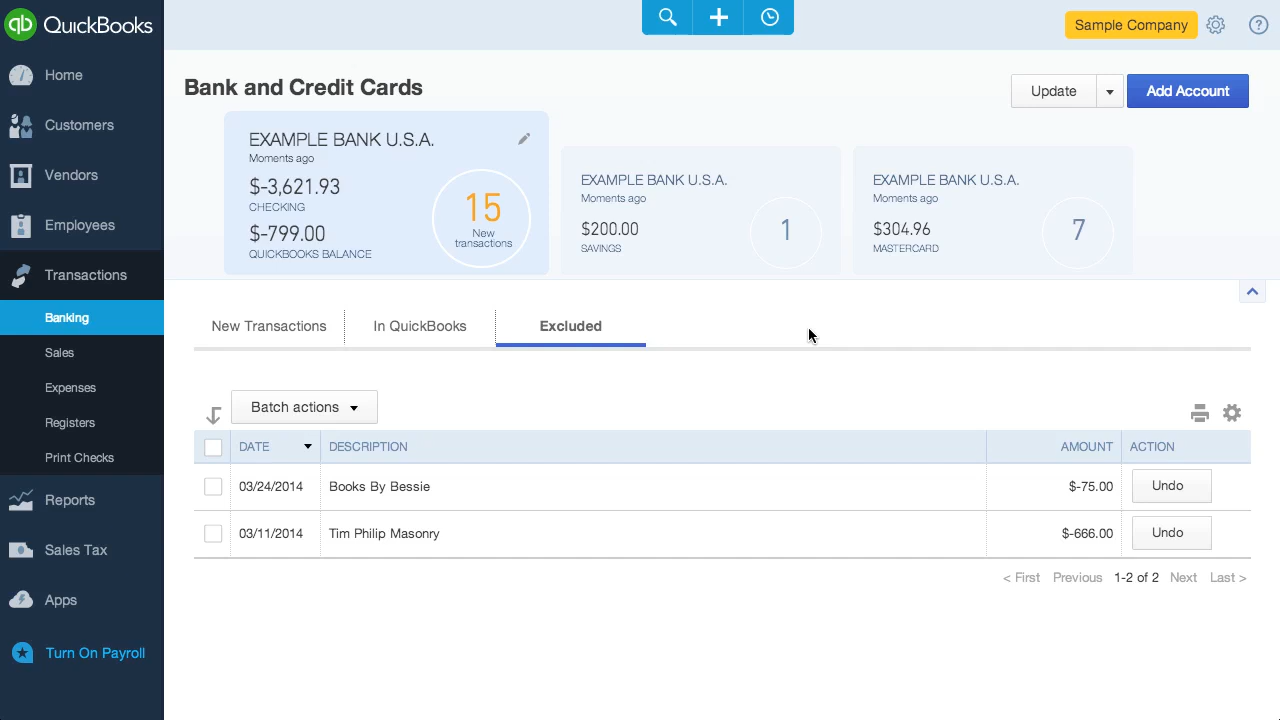 qb QuickBooks
Sample Company
?
Home
Customers
Vendors
Employees
Transactions
Banking
Sales
Expenses
Registers
Print Checks
Reports
Sales Tax
Apps
Turn On Payroll
Bank and Credit Cards
Update
Add Account
EXAMPLE BANK U.S.A.
Moments ago
$-3,621.93
CHECKING
$-799.00
QUICKBOOKS BALANCE
15
New
transactions
EXAMPLE BANK U.S.A.
Moments ago
$200.00
SAVINGS
1
EXAMPLE BANK U.S.A.
Moments ago
$304.96
MASTERCARD
7
New Transactions
In QuickBooks
Excluded
Batch actions
DATE DESCRIPTION AMOUNT ACTION
03/24/2014 Books By Bessie $-75.00 Undo
03/11/2014 Tim Philip Masonry $-666.00 Undo
< First Previous 1-2 of 2 Next Last >